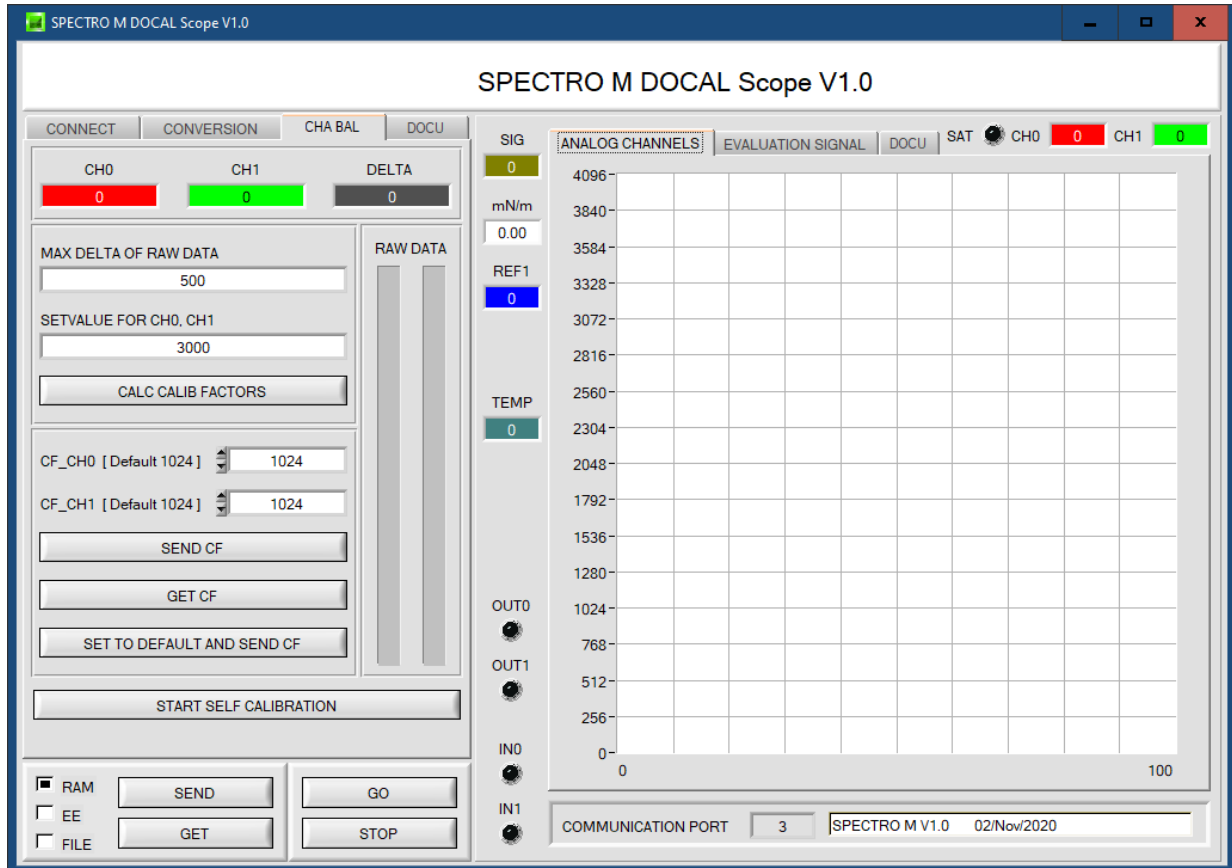 SPECTRO M DOCAL Scope V1.0
SPECTRO M DOCAL Scope V1.0
CONNECT CONVERSION CHA BAL DOCU
CH0 CH1 DELTA
0 0 0
MAX DELTA OF RAW DATA
500
SETVALUE FOR CH0, CH1
3000
CALC CALIB FACTORS
RAW DATA
CF_CH0 [ Default 1024 ] 1024
CF_CH1 [ Default 1024 ] 1024
SEND CF
GET CF
SET TO DEFAULT AND SEND CF
START SELF CALIBRATION
RAM
EE
FILE
SEND
GET
GO
STOP
SIG
0
mN/m
0.00
REF1
0
TEMP
0
OUT0
OUT1
IN0
IN1
ANALOG CHANNELS EVALUATION SIGNAL DOCU SAT CH0 0 CH1 0
4096
3840
3584
3328
3072
2816
2560
2304
2048
1792
1536
1280
1024
768
512
256
0
0 100
COMMUNICATION PORT 3 SPECTRO M V1.0 02/Nov/2020